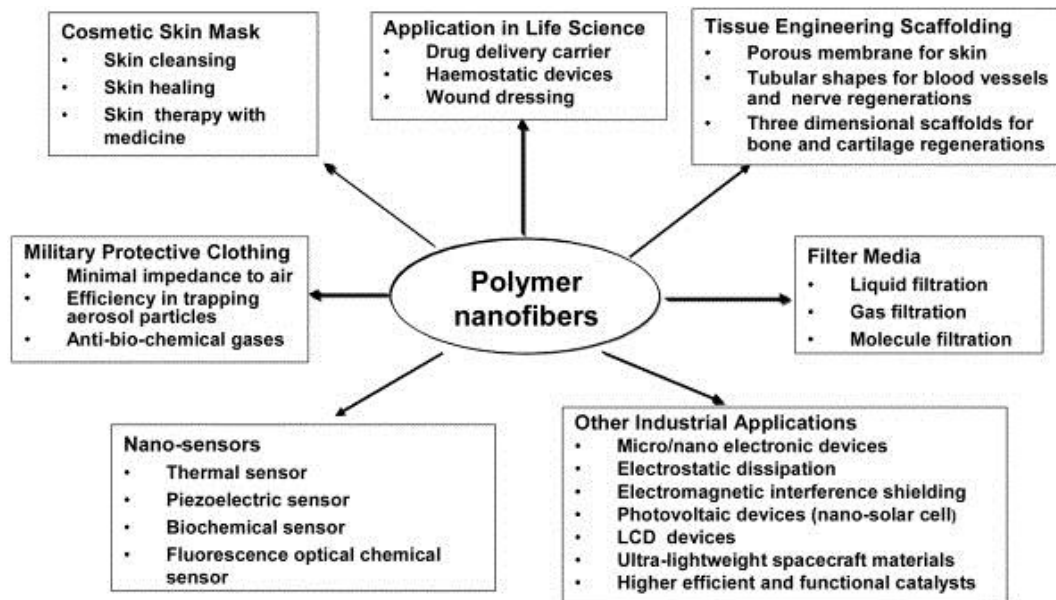 Cosmetic Skin Mask
• Skin cleansing
• Skin healing
• Skin therapy with
medicine
Application in Life Science
• Drug delivery carrier
• Haemostatic devices
• Wound dressing
Tissue Engineering Scaffolding
• Porous membrane for skin
• Tubular shapes for blood vessels
and nerve regenerations
• Three dimensional scaffolds for
bone and cartilage regenerations
Military Protective Clothing
• Minimal impedance to air
• Efficiency in trapping
aerosol particles
• Anti-bio-chemical gases
Polymer
nanofibers
Filter Media
• Liquid filtration
• Gas filtration
• Molecule filtration
Nano-sensors
• Thermal sensor
• Piezoelectric sensor
• Biochemical sensor
• Fluorescence optical chemical
sensor
Other Industrial Applications
• Micro/nano electronic devices
• Electrostatic dissipation
• Electromagnetic interference shielding
• Photovoltaic devices (nano-solar cell)
• LCD devices
• Ultra-lightweight spacecraft materials
• Higher efficient and functional catalysts